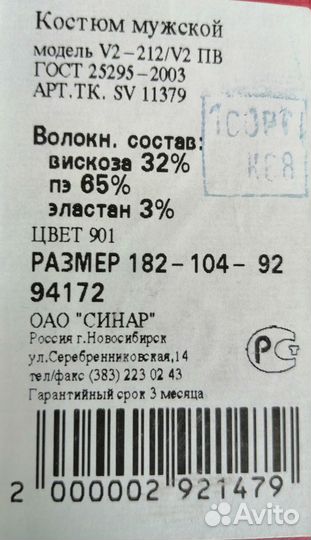 Костюм мужской
модель V2-212/V2 ПВ
ГОСТ 25295-2003
АРТ.ТК. SV 11379
1СОРТ
Волокн. состав:
вискоза 32%
пэ 65%
эластан 3%
ЦВЕТ 901
РАЗМЕР 182-104- 92
94172
ОАО "СИНАР"
Россия г.Новосибирск
ул.Серебренниковская,14
тел/факс (383) 223 02 43
Гарантийный срок 3 месяца
2 000002 921479
Avito